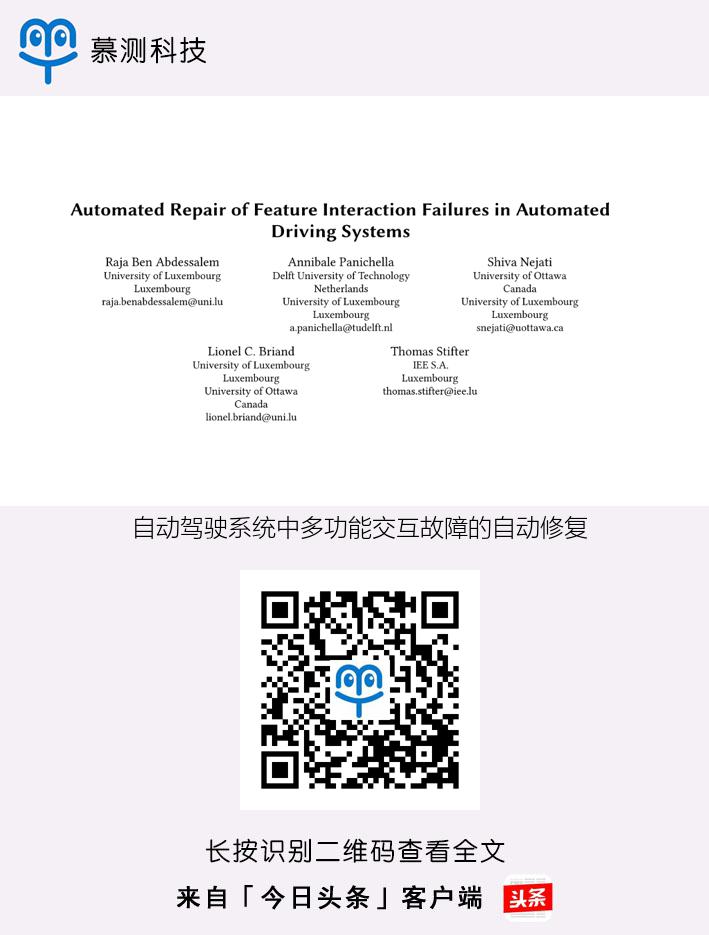 慕测科技
Automated Repair of Feature Interaction Failures in Automated
Driving Systems
Raja Ben Abdessalem
University of Luxembourg
Luxembourg
raja.benabdessalem@uni.lu
Annibale Panichella
Delft University of Technology
Netherlands
University of Luxembourg
Luxembourg
a.panichella@tudelft.nl
Shiva Nejati
University of Ottawa
Canada
University of Luxembourg
Luxembourg
snejati@uottawa.ca
Lionel C. Briand
University of Luxembourg
Luxembourg
University of Ottawa
Canada
lionel.briand@uni.lu
Thomas Stifter
IEE S.A.
Luxembourg
thomas.stifter@iee.lu
自动驾驶系统中多功能交互故障的自动修复
长按识别二维码查看全文
来自「今日头条」客户端
头条